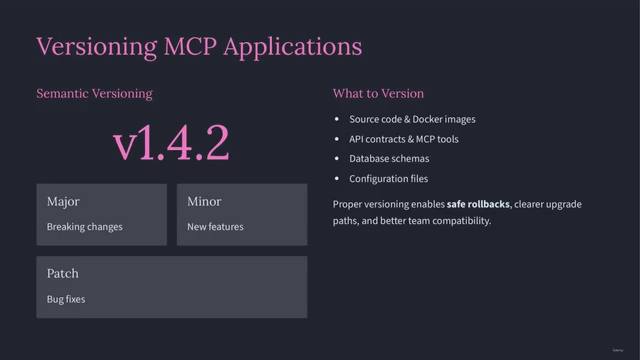 Versioning MCP Applications
Semantic Versioning
v1.4.2
Major
Breaking changes
Minor
New features
Patch
Bug fixes
What to Version
• Source code & Docker images
• API contracts & MCP tools
• Database schemas
• Configuration files
Proper versioning enables safe rollbacks, clearer upgrade
paths, and better team compatibility.